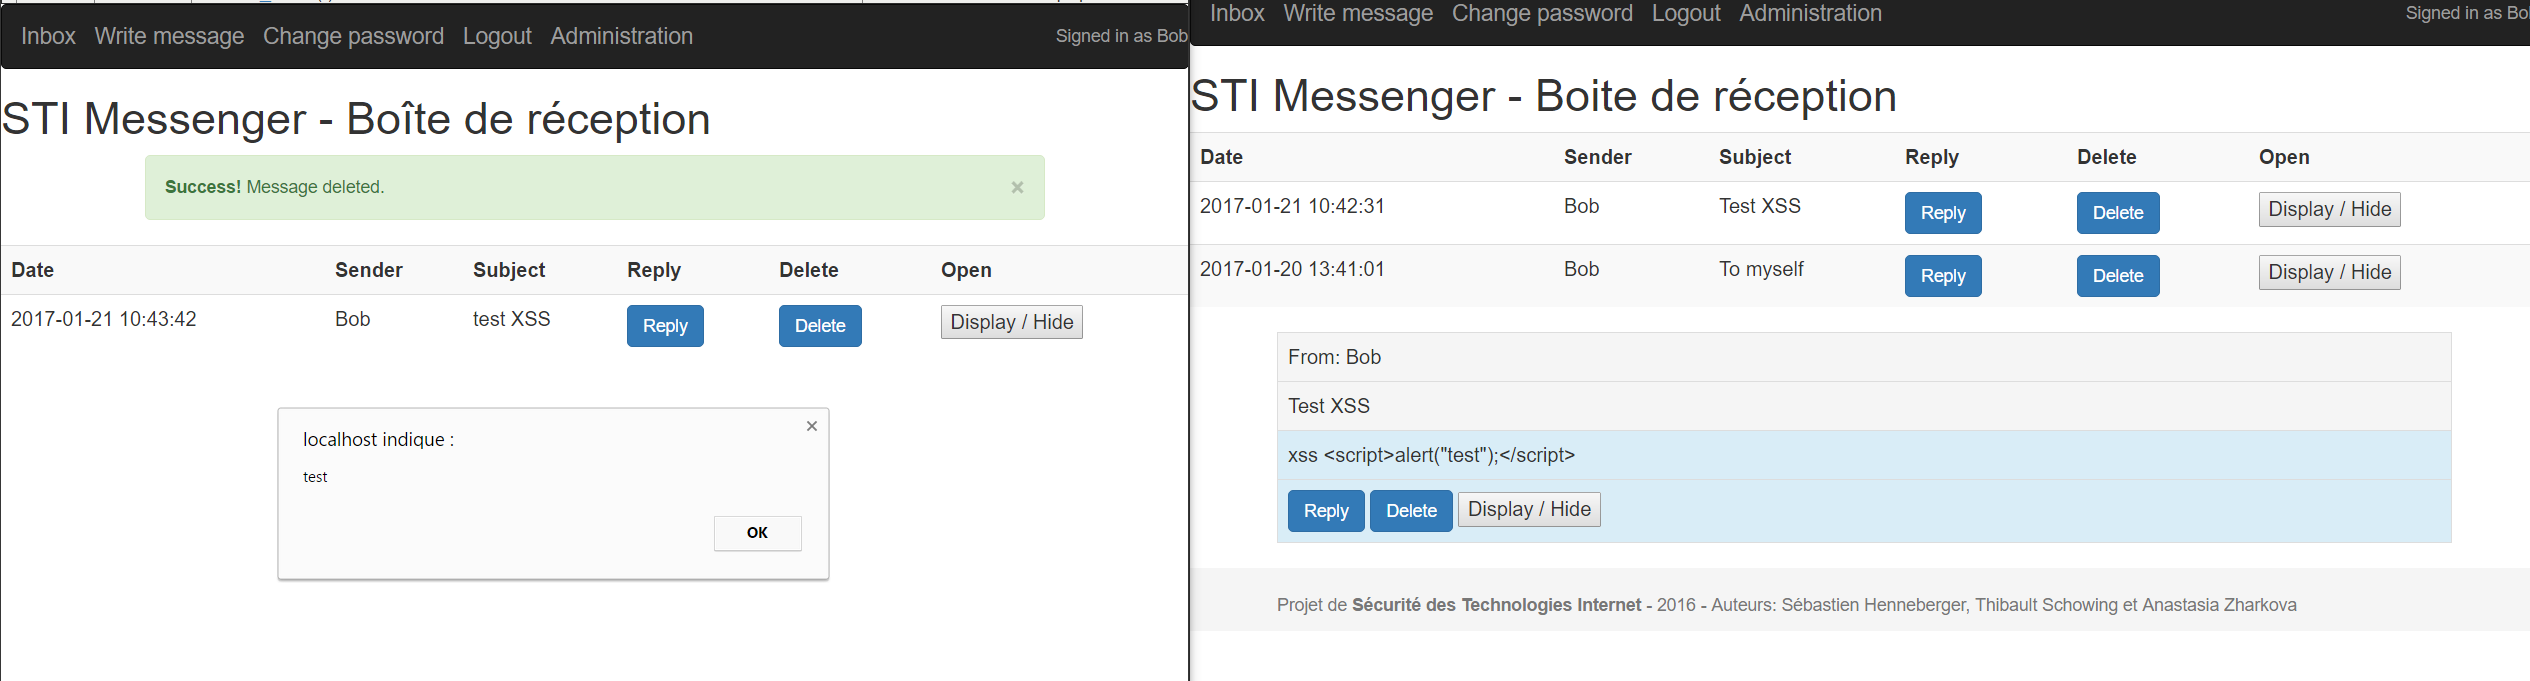 Inbox Write message Change password Logout Administration Signed in as Bob
STI Messenger - Boîte de réception
Success! Message deleted. ×
Date Sender Subject Reply Delete Open
2017-01-21 10:43:42 Bob test XSS Reply Delete Display / Hide
localhost indique : ×
test
OK
Inbox Write message Change password Logout Administration Signed in as Bo
STI Messenger - Boite de réception
Date Sender Subject Reply Delete Open
2017-01-21 10:42:31 Bob Test XSS Reply Delete Display / Hide
2017-01-20 13:41:01 Bob To myself Reply Delete Display / Hide
From: Bob
Test XSS
xss <script>alert("test");</script>
Reply Delete Display / Hide
Projet de Sécurité des Technologies Internet - 2016 - Auteurs: Sébastien Henneberger, Thibault Schowing et Anastasia Zharkova